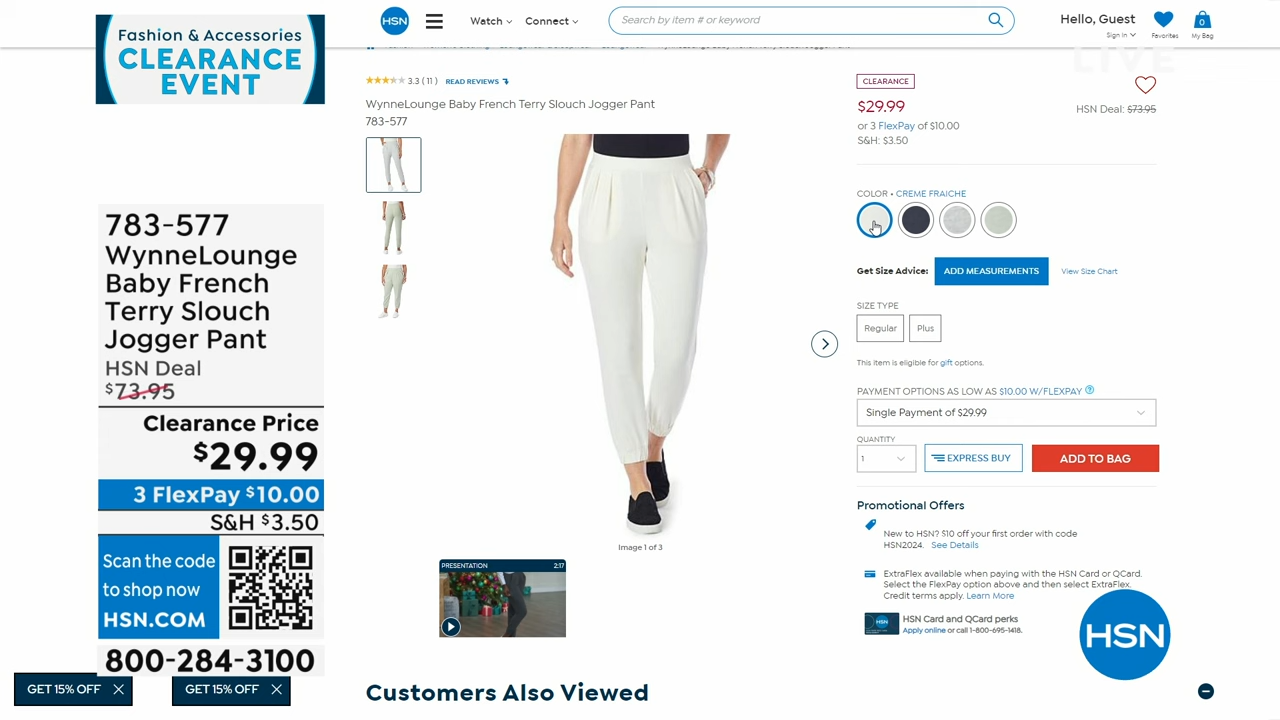 Fashion & Accessories
CLEARANCE
EVENT
HSN
Watch
Connect
Search by item # or keyword
Hello, Guest
Sign In
Favorites
0
My Bag
LIVE
3.3 (11)
READ REVIEWS
WynneLounge Baby French Terry Slouch Jogger Pant
783-577
CLEARANCE
$29.99
HSN Deal: $73.95
or 3 FlexPay of $10.00
S&H: $3.50
COLOR • CREME FRAICHE
Get Size Advice:
ADD MEASUREMENTS
View Size Chart
SIZE TYPE
Regular
Plus
This item is eligible for gift options.
PAYMENT OPTIONS AS LOW AS $10.00 W/FLEXPAY
Single Payment of $29.99
QUANTITY
1
EXPRESS BUY
ADD TO BAG
Promotional Offers
New to HSN? $10 off your first order with code
HSN2024. See Details
ExtraFlex available when paying with the HSN Card or QCard.
Select the FlexPay option above and then select ExtraFlex.
Credit terms apply. Learn More
HSN Card and QCard perks
Apply online or call 1-800-695-1418.
HSN
783-577
WynneLounge
Baby French
Terry Slouch
Jogger Pant
HSN Deal
$73.95
Clearance Price
$29.99
3 FlexPay $10.00
S&H $3.50
Scan the code
to shop now
HSN.COM
800-284-3100
GET 15% OFF
GET 15% OFF
Image 1 of 3
PRESENTATION
2:17
Customers Also Viewed